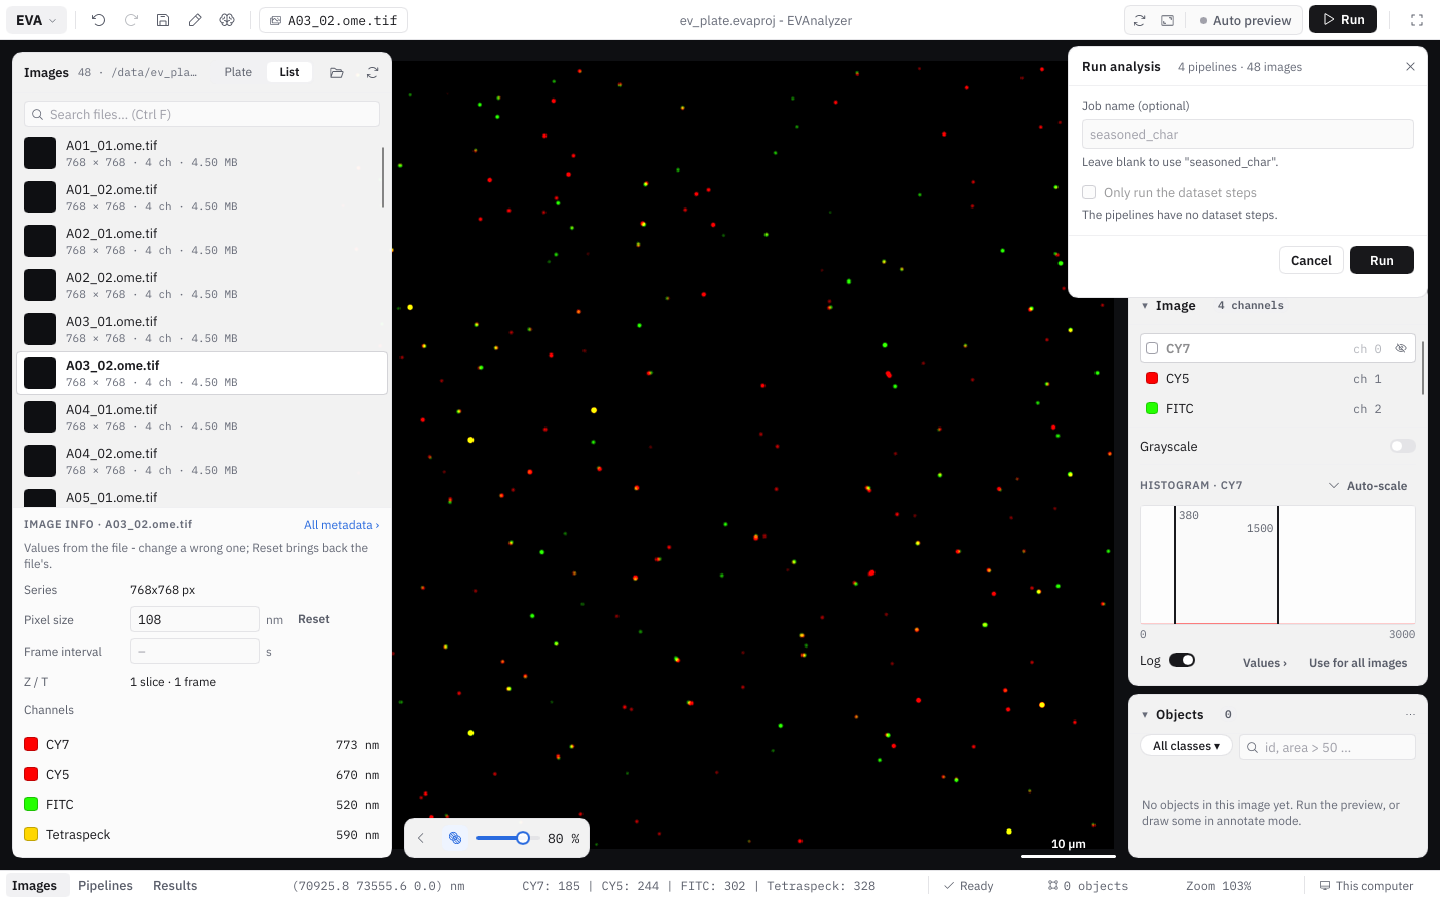 EVA
A03_02.ome.tif
ev_plate.evaproj - EVAnalyzer
Auto preview
Run
Images 48 · /data/ev_pla…
Plate
List
Search files... (Ctrl F)
A01_01.ome.tif
768 × 768 · 4 ch · 4.50 MB
A01_02.ome.tif
768 × 768 · 4 ch · 4.50 MB
A02_01.ome.tif
768 × 768 · 4 ch · 4.50 MB
A02_02.ome.tif
768 × 768 · 4 ch · 4.50 MB
A03_01.ome.tif
768 × 768 · 4 ch · 4.50 MB
A03_02.ome.tif
768 × 768 · 4 ch · 4.50 MB
A04_01.ome.tif
768 × 768 · 4 ch · 4.50 MB
A04_02.ome.tif
768 × 768 · 4 ch · 4.50 MB
A05_01.ome.tif
IMAGE INFO · A03_02.ome.tif
All metadata ›
Values from the file - change a wrong one; Reset brings back the
file's.
Series 768x768 px
Pixel size 108 nm Reset
Frame interval – s
Z / T 1 slice · 1 frame
Channels
CY7 773 nm
CY5 670 nm
FITC 520 nm
Tetraspeck 590 nm
80 %
10 µm
Run analysis 4 pipelines · 48 images
Job name (optional)
seasoned_char
Leave blank to use "seasoned_char".
Only run the dataset steps
The pipelines have no dataset steps.
Cancel
Run
Image 4 channels
CY7 ch 0
CY5 ch 1
FITC ch 2
Grayscale
HISTOGRAM · CY7
Auto-scale
380
1500
0 3000
Log
Values ›
Use for all images
Objects 0
All classes ▾
id, area > 50 ...
No objects in this image yet. Run the preview, or
draw some in annotate mode.
Images
Pipelines
Results
(70925.8 73555.6 0.0) nm
CY7: 185 | CY5: 244 | FITC: 302 | Tetraspeck: 328
Ready
0 objects
Zoom 103%
This computer